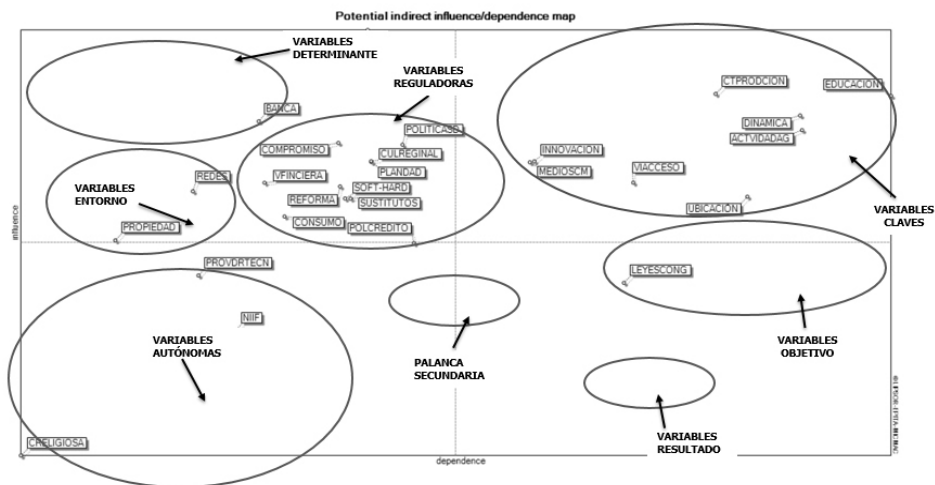 Potential indirect influence/dependence map
VARIABLES
DETERMINANTE
VARIABLES
REGULADORAS
CTPRODCION
EDUCACION
BANCA
POLITICASD
DINAMICA
ACTVIDADAG
COMPROMISO
CULREGINAL
INNOVACION
PLANDAD
MEDIOSCM
VIACCESO
REDES
VFINCIERA
SOFT-HARD
REFORMA
SUSTITUTOS
VARIABLES
ENTORNO
UBICACION
VARIABLES
CLAVES
PROPIEDAD
CONSUMO
POLCREDITO
influence
PROVDRTECN
LEYESCONG
NIIF
VARIABLES
AUTÓNOMAS
PALANCA
SECUNDARIA
VARIABLES
OBJETIVO
CRELIGIOSA
VARIABLES
RESULTADO
dependence